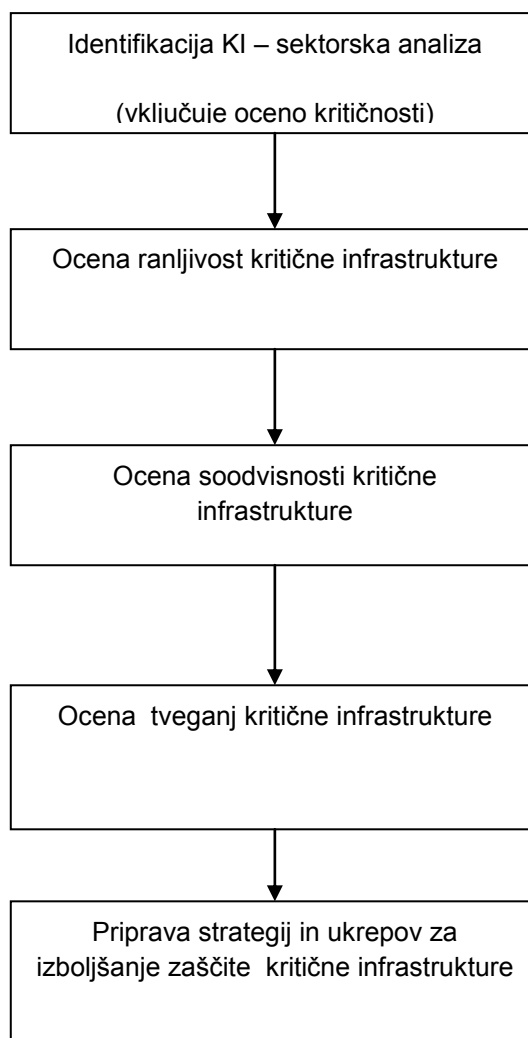 Identifikacija KI – sektorska analiza
(vključuje oceno kritičnosti)
Ocena ranljivost kritične infrastrukture
Ocena soodvisnosti kritične
infrastrukture
Ocena  tveganj kritične infrastrukture
Priprava strategij in ukrepov za
izboljšanje zaščite  kritične infrastrukture